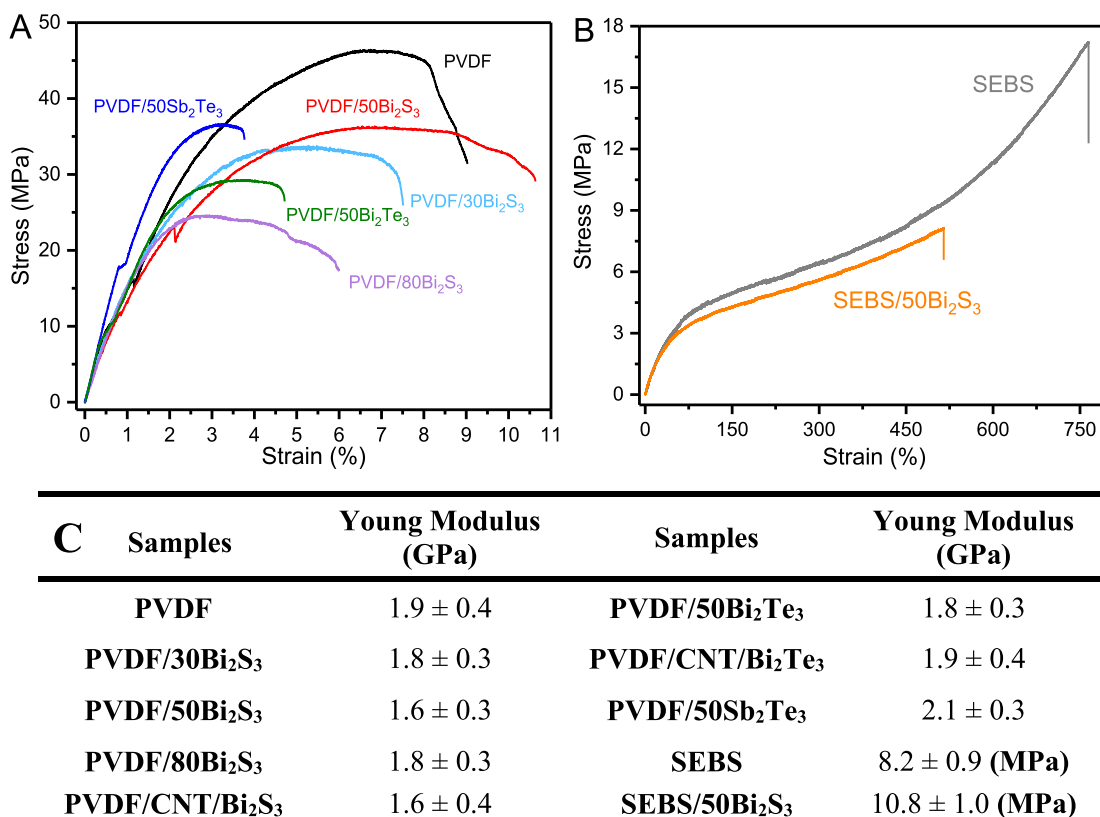 A
50
40
30
20
10
0
Stress (MPa)
PVDF
PVDF/50Sb₂Te₃
PVDF/50Bi₂S₃
PVDF/30Bi₂S₃
PVDF/50Bi₂Te₃
PVDF/80Bi₂S₃
0 1 2 3 4 5 6 7 8 9 10 11
Strain (%)
B
18
15
12
9
6
3
0
Stress (MPa)
SEBS
SEBS/50Bi₂S₃
0 150 300 450 600 750
Strain (%)
C Samples Young Modulus (GPa) Samples Young Modulus (GPa)
PVDF 1.9 ± 0.4 PVDF/50Bi₂Te₃ 1.8 ± 0.3
PVDF/30Bi₂S₃ 1.8 ± 0.3 PVDF/CNT/Bi₂Te₃ 1.9 ± 0.4
PVDF/50Bi₂S₃ 1.6 ± 0.3 PVDF/50Sb₂Te₃ 2.1 ± 0.3
PVDF/80Bi₂S₃ 1.8 ± 0.3 SEBS 8.2 ± 0.9 (MPa)
PVDF/CNT/Bi₂S₃ 1.6 ± 0.4 SEBS/50Bi₂S₃ 10.8 ± 1.0 (MPa)